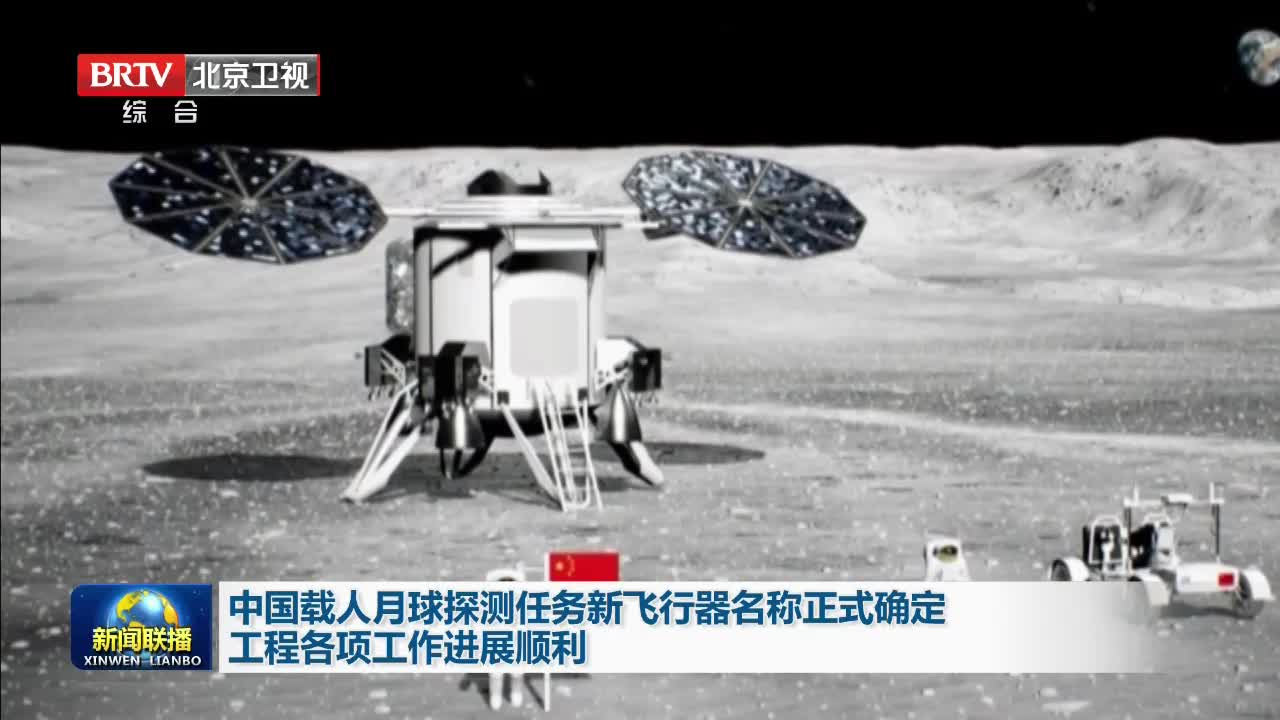 BRTV 北京卫视
综 合
中国载人月球探测任务新飞行器名称正式确定
工程各项工作进展顺利
新闻联播
XINWEN LIANBO